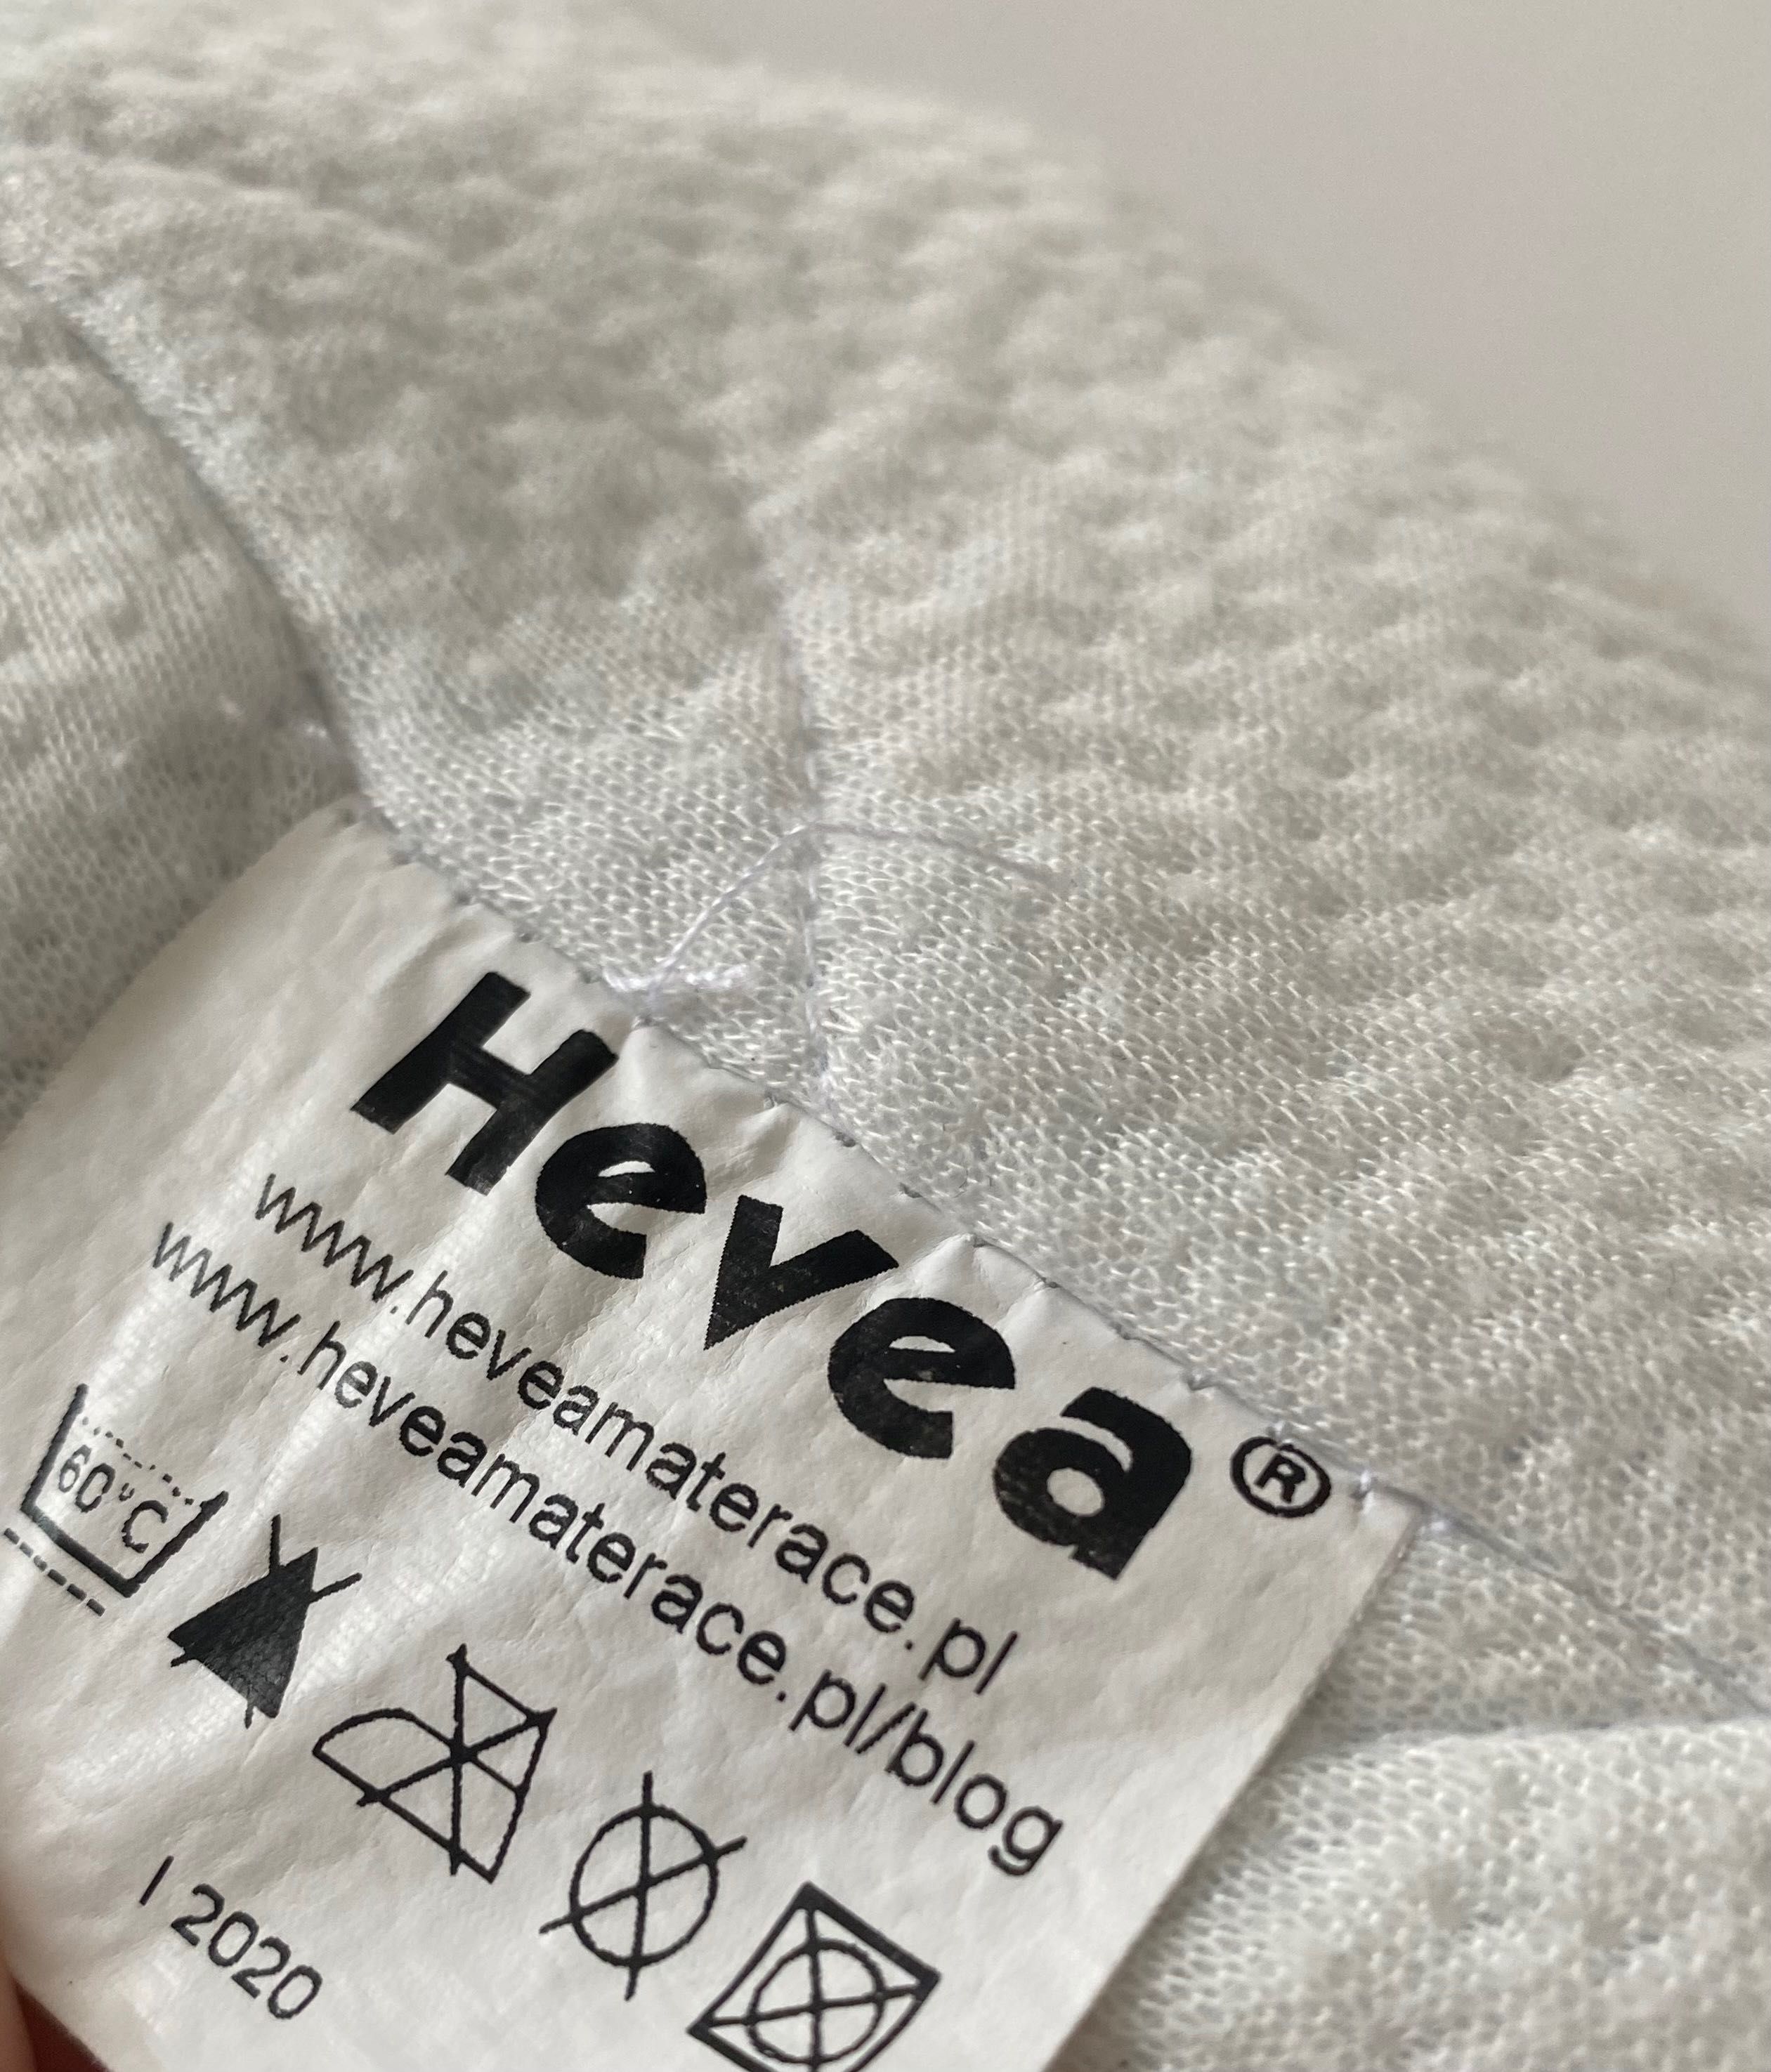 Hevea®
www.heveamaterace.pl
www.heveamaterace.pl/blog
60°C
I 2020